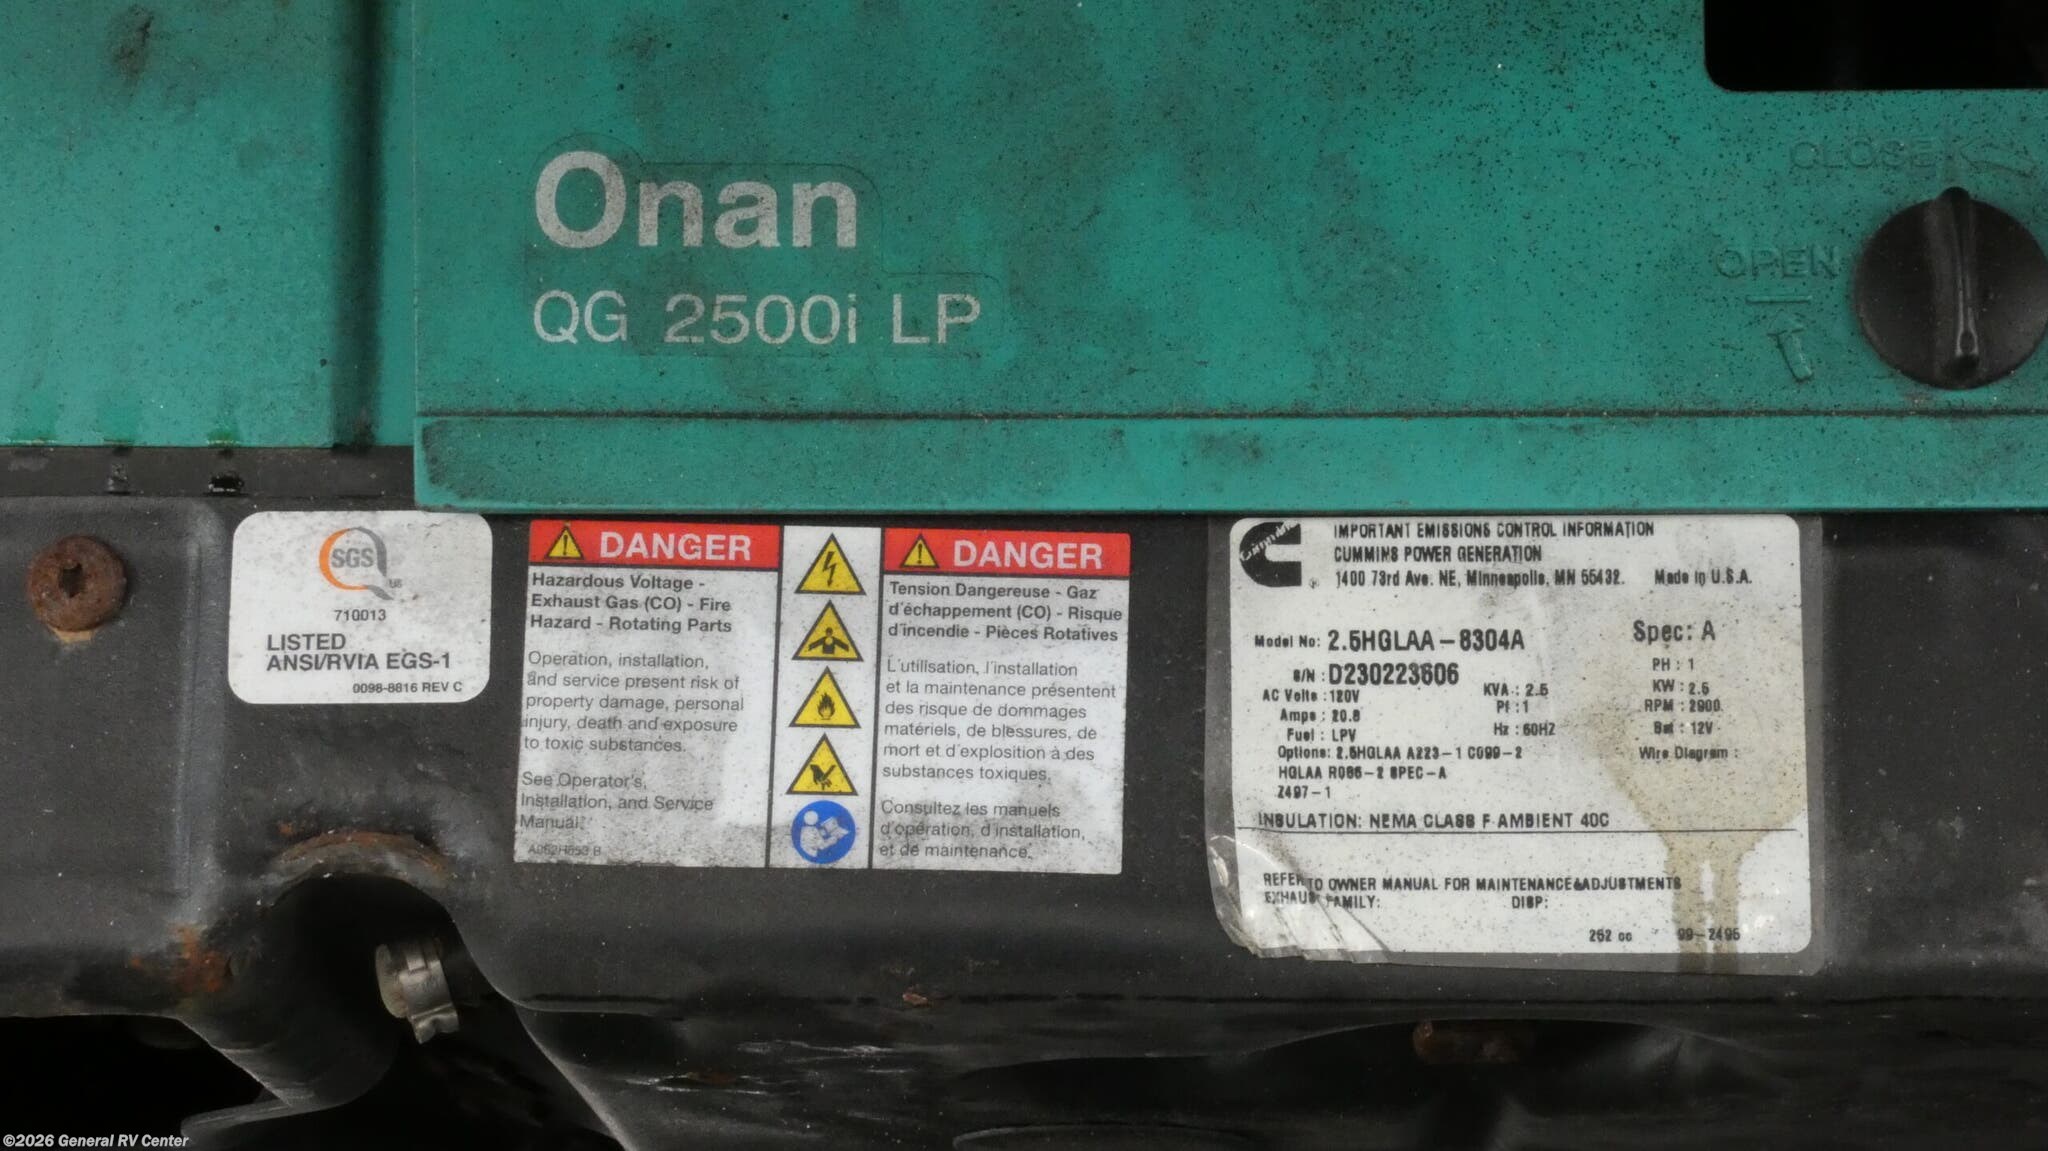 Onan
QG 2500i LP
CLOSE
OPEN
SGS
US
710013
LISTED
ANSI/RVIA EGS-1
0098-8816 REV C
DANGER
Hazardous Voltage -
Exhaust Gas (CO) - Fire
Hazard - Rotating Parts
Operation, installation,
and service present risk of
property damage, personal
injury, death and exposure
to toxic substances.
See Operator's,
Installation, and Service
Manual.
DANGER
Tension Dangereuse - Gaz
d'échappement (CO) - Risque
d'incendie - Pièces Rotatives
L'utilisation, l'installation
et la maintenance présentent
des risque de dommages
matériels, de blessures, de
mort et d'explosition à des
substances toxiques.
Consultez les manuels
d'opération, d'installation,
et de maintenance.
Cummins
IMPORTANT EMISSIONS CONTROL INFORMATION
CUMMINS POWER GENERATION
1400 73rd Ave. NE, Minneapolis, MN 55432. Made in U.S.A.
Model No: 2.5HGLAA-8304A Spec: A
S/N: D230223606 PH: 1
AC Volts: 120V KVA: 2.5 KW: 2.5
Amps: 20.8 Pf: 1 RPM: 2900
Fuel: LPV Hz: 60HZ Bat: 12V
Options: 2.5HGLAA A223-1 C099-2 Wire Diagram:
HGLAA SPEC-A
Z497-1
INSULATION: NEMA CLASS F AMBIENT 40C
REFER TO OWNER MANUAL FOR MAINTENANCE&ADJUSTMENTS
EXHAUST FAMILY: DISP:
252 cc 99-2495
©2026 General RV Center